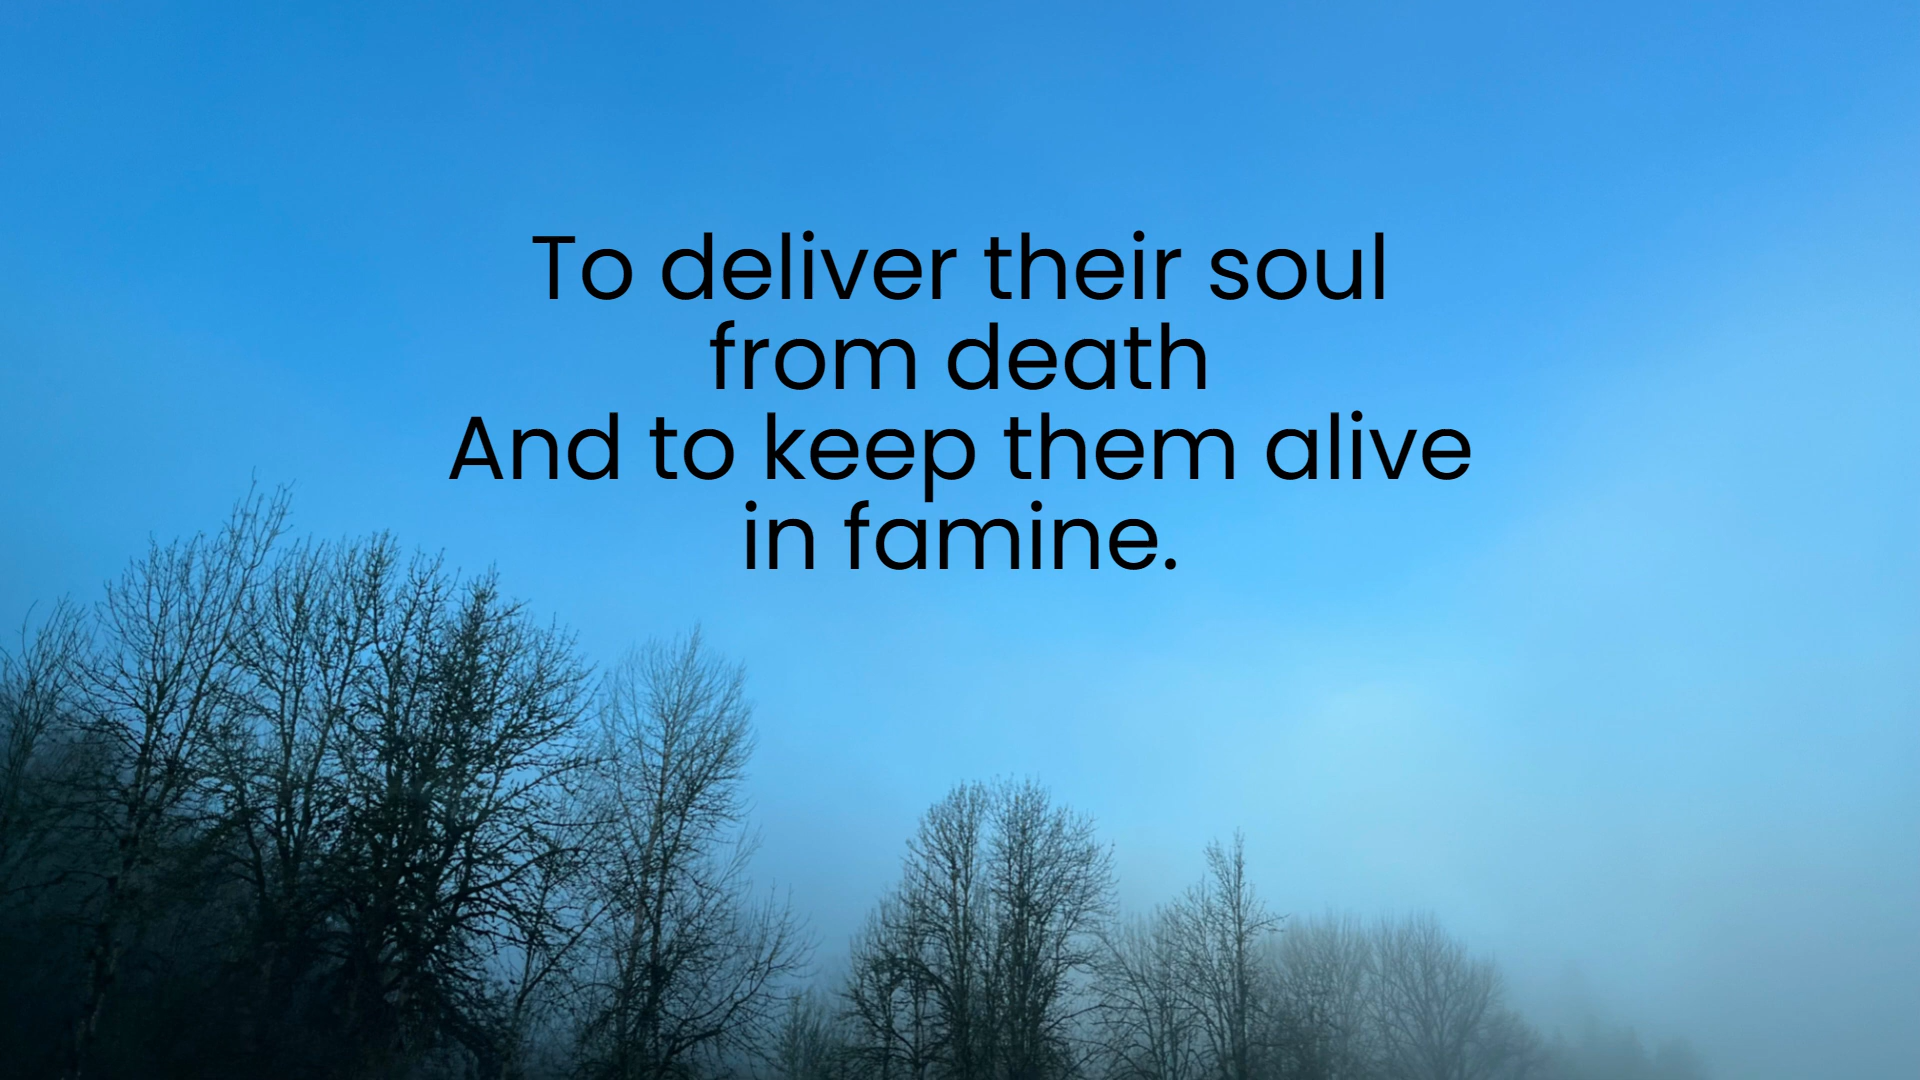 To deliver their soul
from death
And to keep them alive
in famine.